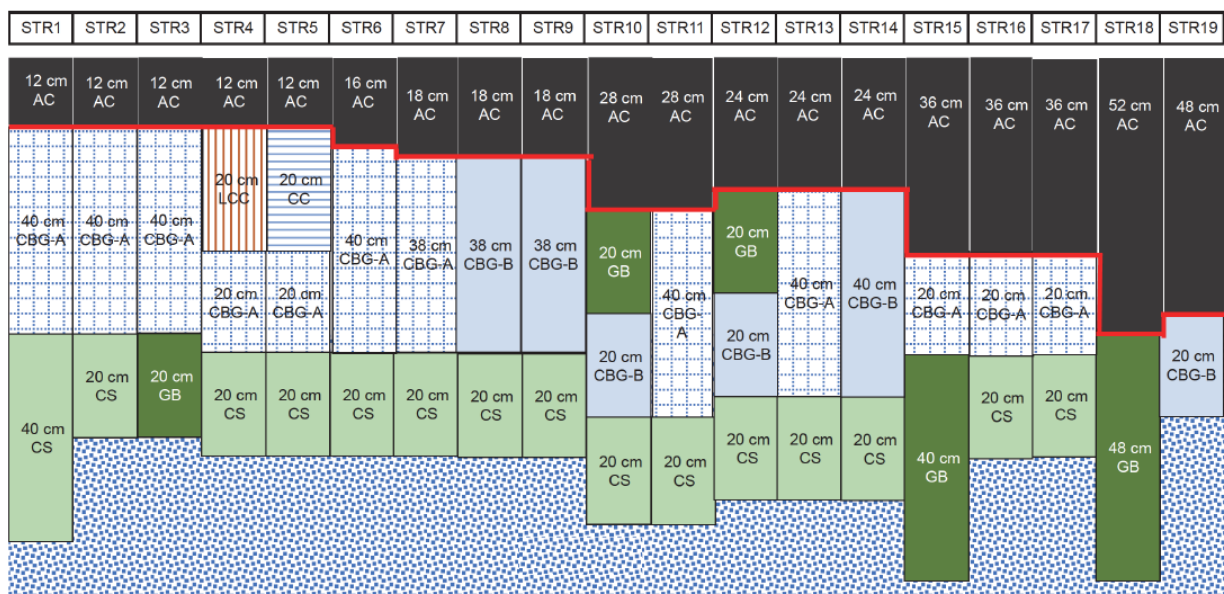 STR1 STR2 STR3 STR4 STR5 STR6 STR7 STR8 STR9 STR10 STR11 STR12 STR13 STR14 STR15 STR16 STR17 STR18 STR19
12 cm
AC
12 cm
AC
12 cm
AC
12 cm
AC
12 cm
AC
16 cm
AC
18 cm
AC
18 cm
AC
18 cm
AC
28 cm
AC
28 cm
AC
24 cm
AC
24 cm
AC
24 cm
AC
36 cm
AC
36 cm
AC
36 cm
AC
52 cm
AC
48 cm
AC
40 cm
CBG-A
40 cm
CBG-A
40 cm
CBG-A
20 cm
LCC
20 cm
CC
40 cm
CBG-A
38 cm
CBG-A
38 cm
CBG-B
38 cm
CBG-B
20 cm
GB
40 cm
CBG-
A
20 cm
GB
40 cm
CBG-A
40 cm
CBG-B
20 cm
CBG-A
20 cm
CBG-A
20 cm
CBG-A
48 cm
GB
20 cm
CBG-B
20 cm
CBG-A
20 cm
CBG-A
20 cm
CBG-B
20 cm
CBG-B
40 cm
CS
20 cm
CS
20 cm
GB
20 cm
CS
20 cm
CS
20 cm
CS
20 cm
CS
20 cm
CS
20 cm
CS
20 cm
CS
20 cm
CS
20 cm
CS
20 cm
CS
20 cm
CS
40 cm
GB
20 cm
CS
20 cm
CS